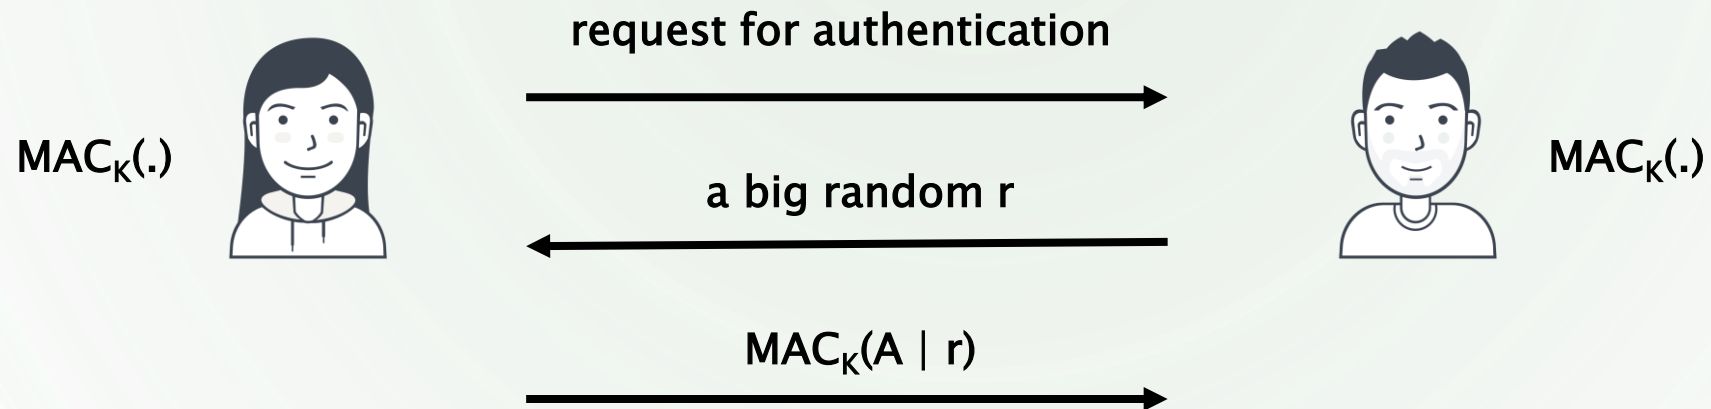 request for authentication
MACK(.)
MACK(.)
a big random r
MACK(A | r)